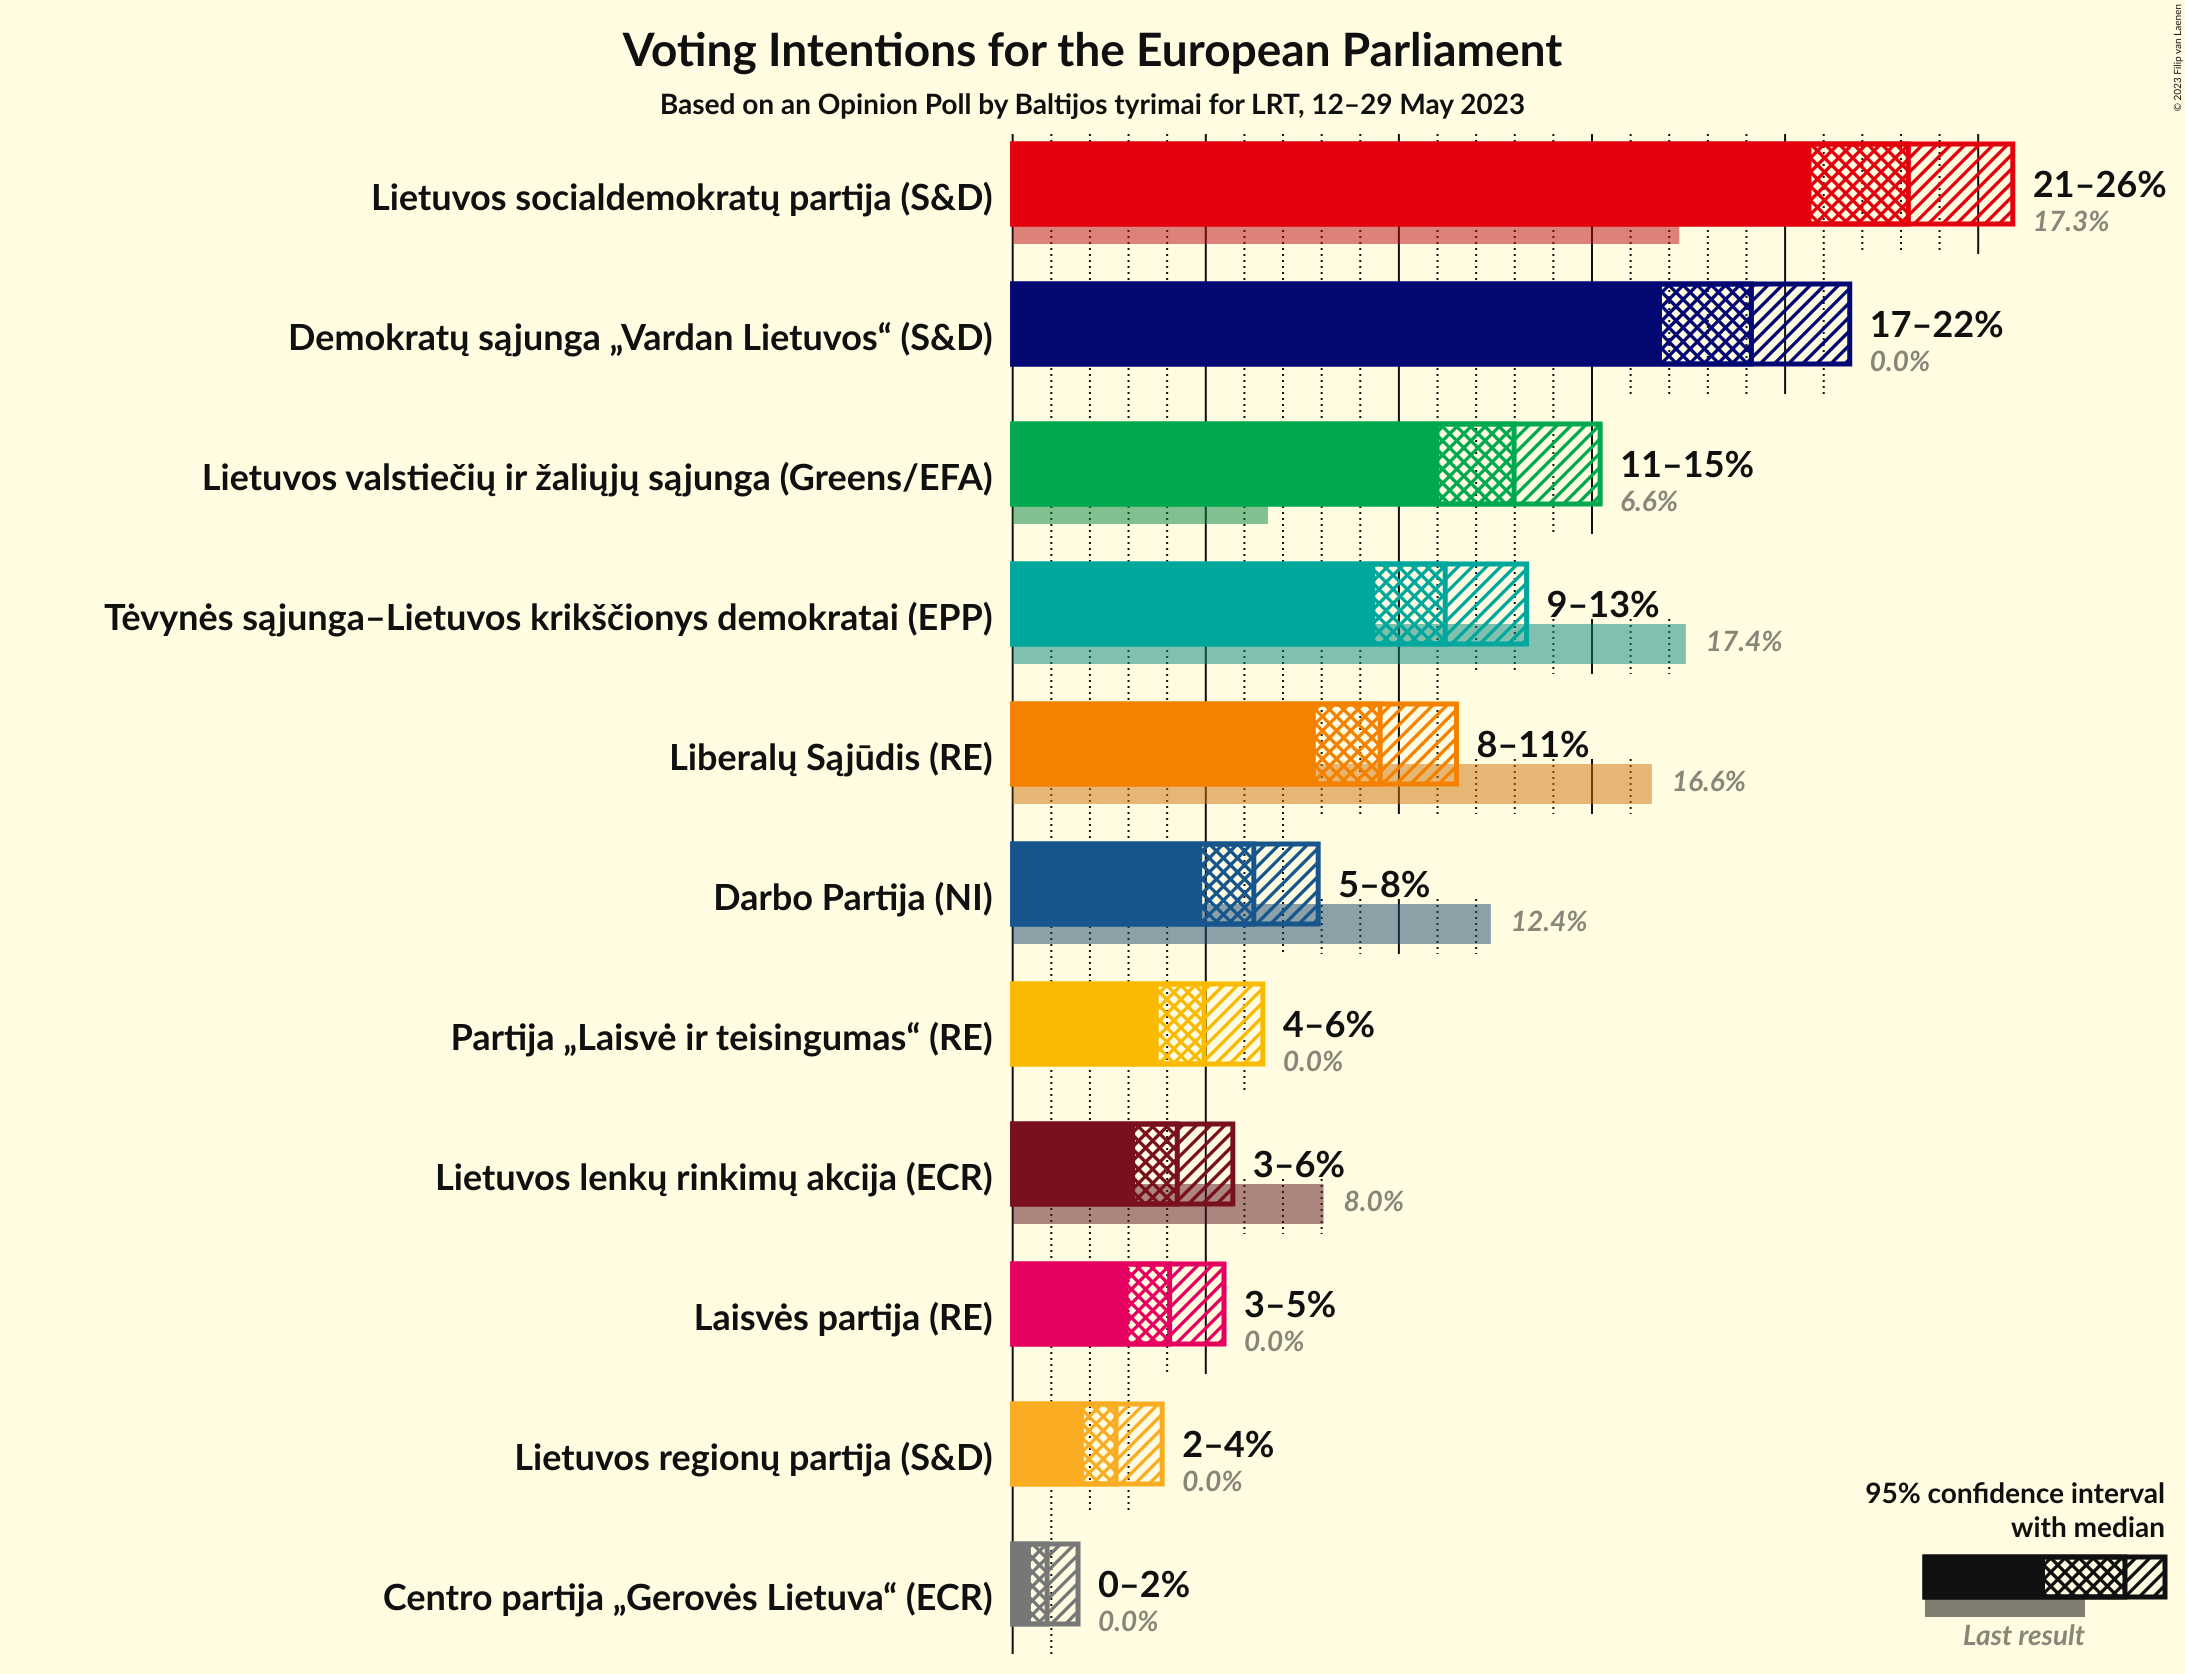 Voting Intentions for the European Parliament
Based on an Opinion Poll by Baltijos tyrimai for LRT, 12–29 May 2023
© 2023 Filip van Laenen
Lietuvos socialdemokratų partija (S&D)
21–26%
17.3%
Demokratų sąjunga „Vardan Lietuvos“ (S&D)
17–22%
0.0%
Lietuvos valstiečių ir žaliųjų sąjunga (Greens/EFA)
11–15%
6.6%
Tėvynės sąjunga–Lietuvos krikščionys demokratai (EPP)
9–13%
17.4%
Liberalų Sąjūdis (RE)
8–11%
16.6%
Darbo Partija (NI)
5–8%
12.4%
Partija „Laisvė ir teisingumas“ (RE)
4–6%
0.0%
Lietuvos lenkų rinkimų akcija (ECR)
3–6%
8.0%
Laisvės partija (RE)
3–5%
0.0%
Lietuvos regionų partija (S&D)
2–4%
0.0%
Centro partija „Gerovės Lietuva“ (ECR)
0–2%
0.0%
95% confidence interval
with median
Last result